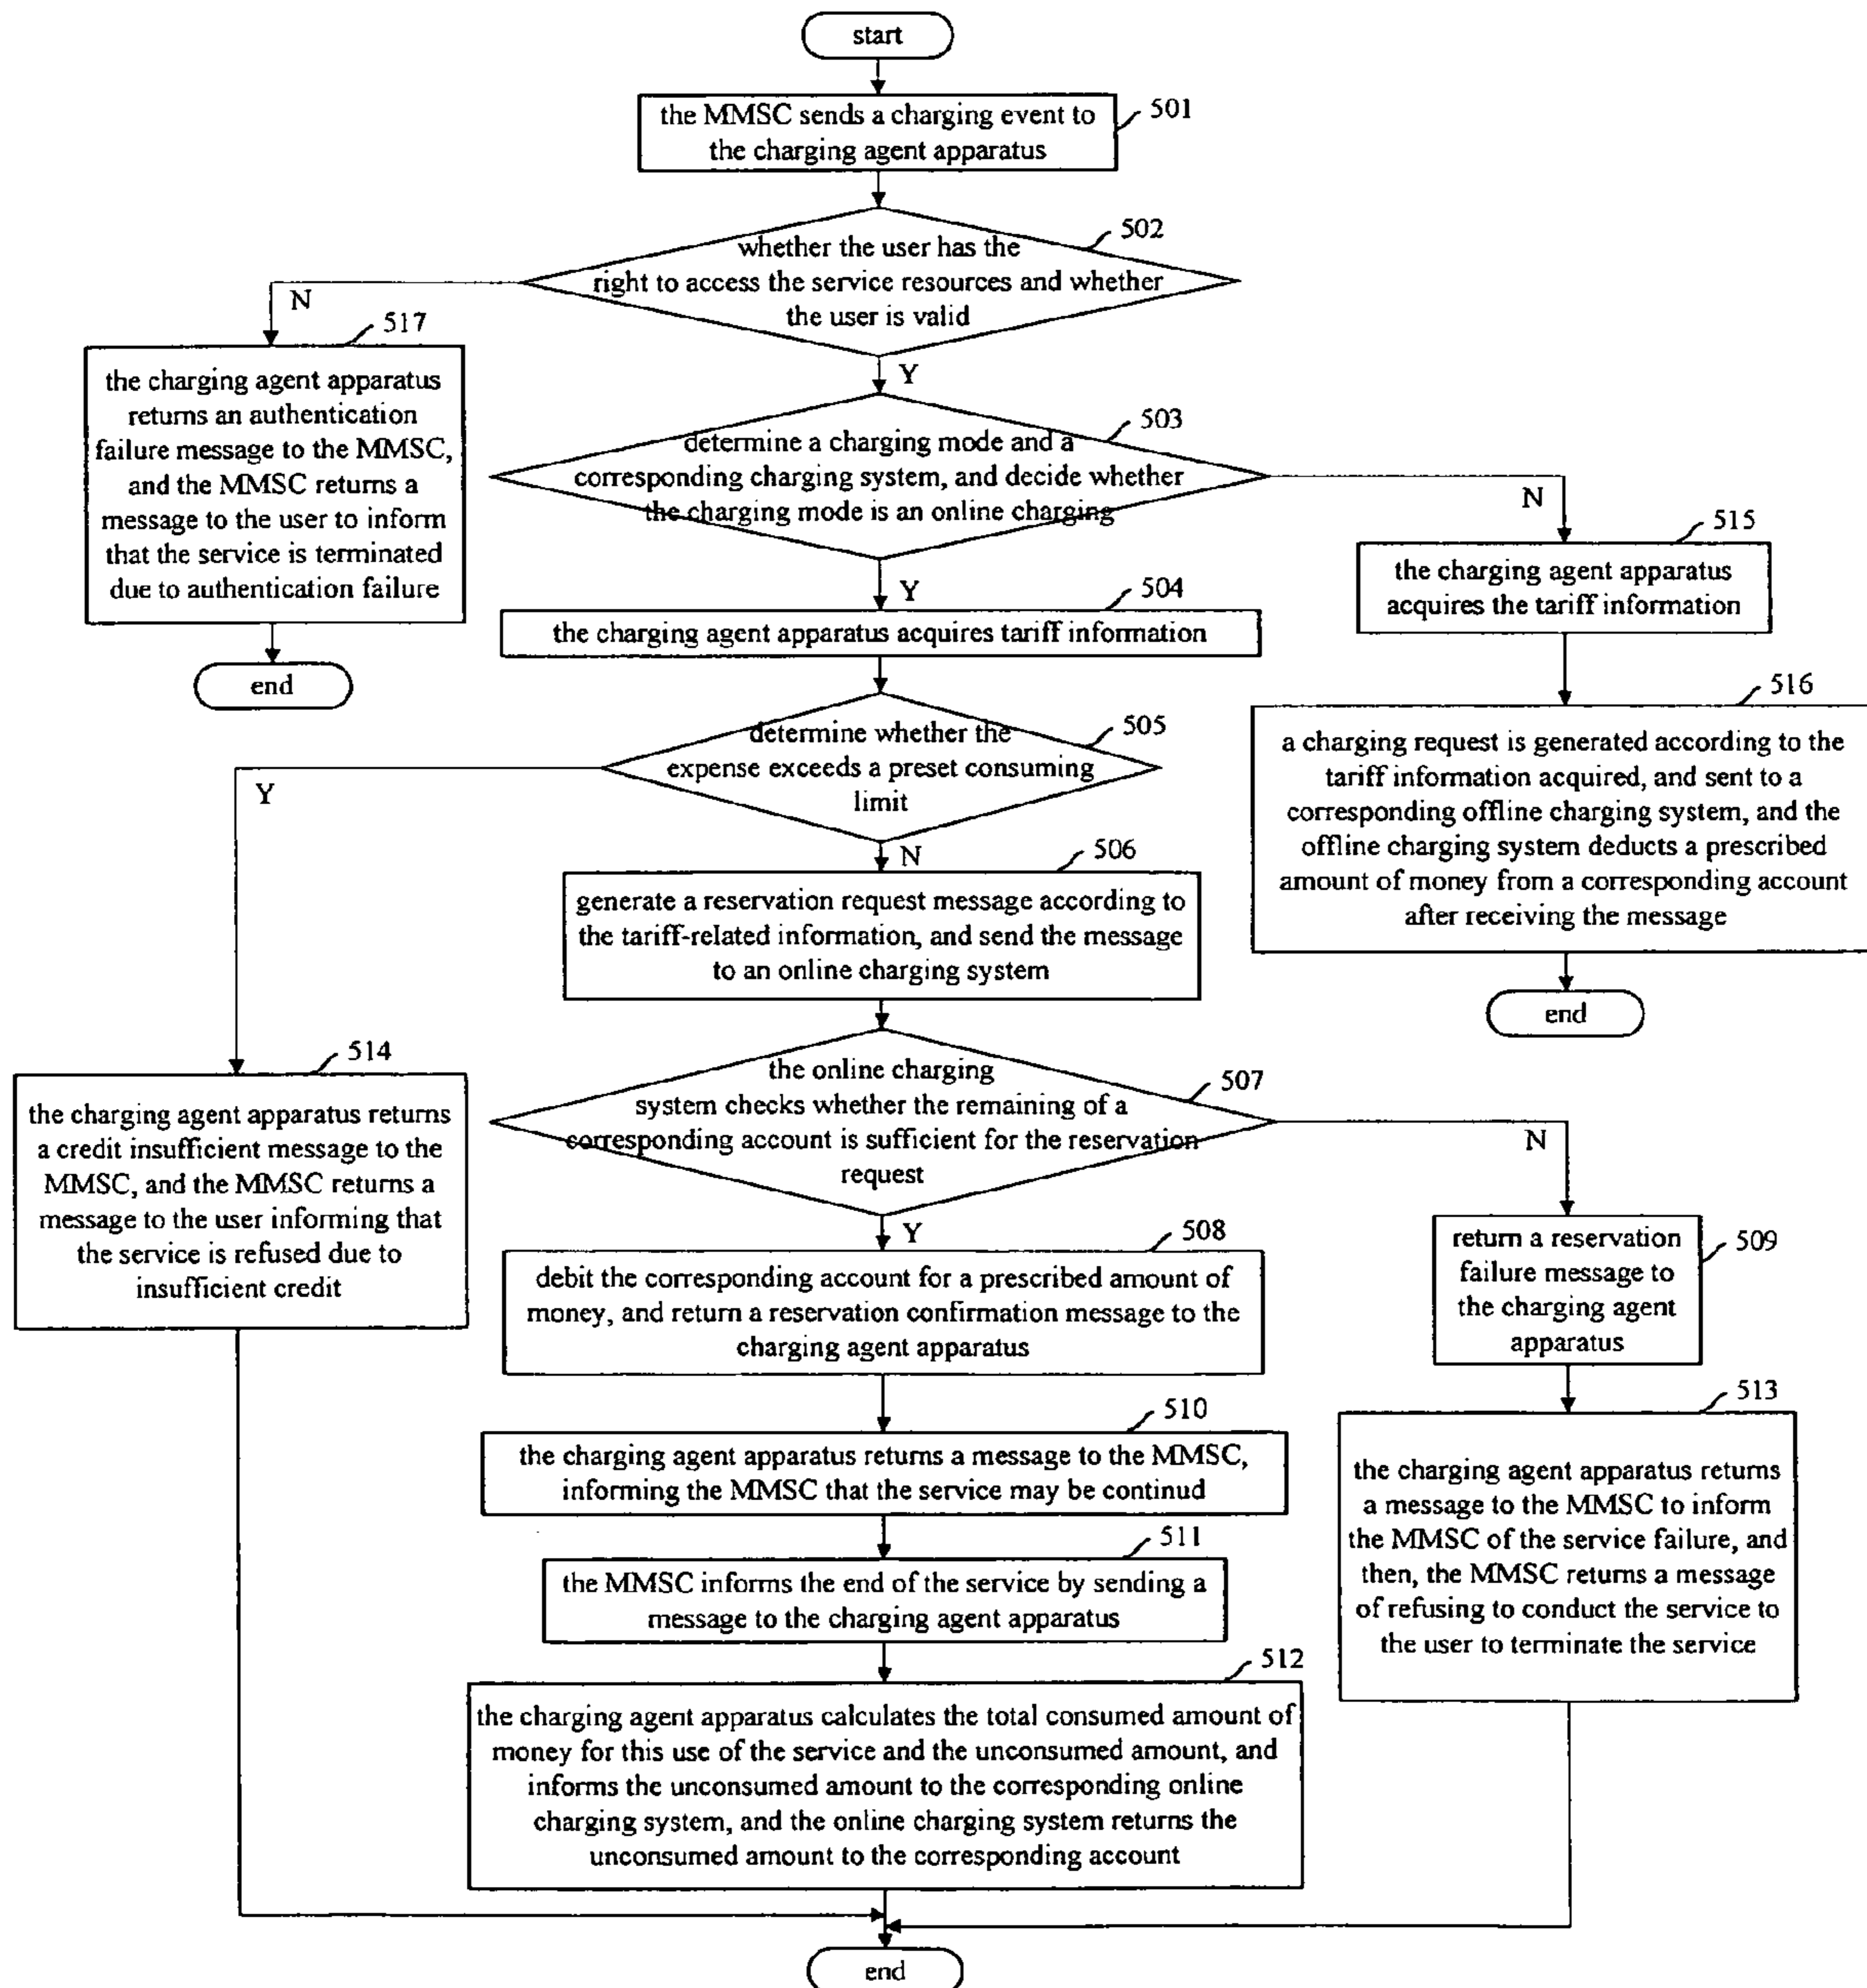 start
the MMSC sends a charging event to
the charging agent apparatus
501
whether the user has the
right to access the service resources and whether
the user is valid
502
N
Y
517
the charging agent apparatus
returns an authentication
failure message to the MMSC,
and the MMSC returns a
message to the user to inform
that the service is terminated
due to authentication failure
end
503
determine a charging mode and a
corresponding charging system, and decide whether
the charging mode is an online charging
N
Y
515
the charging agent apparatus
acquires the tariff information
504
the charging agent apparatus acquires tariff information
516
a charging request is generated according to the
tariff information acquired, and sent to a
corresponding offline charging system, and the
offline charging system deducts a prescribed
amount of money from a corresponding account
after receiving the message
end
505
determine whether the
expense exceeds a preset consuming
limit
Y
N
506
generate a reservation request message according to
the tariff-related information, and send the message
to an online charging system
514
the charging agent apparatus returns
a credit insufficient message to the
MMSC, and the MMSC returns a
message to the user informing that
the service is refused due to
insufficient credit
507
the online charging
system checks whether the remaining of a
corresponding account is sufficient for the reservation
request
N
Y
508
debit the corresponding account for a prescribed amount of
money, and return a reservation confirmation message to the
charging agent apparatus
509
return a reservation
failure message to
the charging agent
apparatus
510
the charging agent apparatus returns a message to the MMSC,
informing the MMSC that the service may be continud
513
the charging agent apparatus returns
a message to the MMSC to inform
the MMSC of the service failure, and
then, the MMSC returns a message
of refusing to conduct the service to
the user to terminate the service
511
the MMSC informs the end of the service by sending a
message to the charging agent apparatus
512
the charging agent apparatus calculates the total consumed amount of
money for this use of the service and the unconsumed amount, and
informs the unconsumed amount to the corresponding online
charging system, and the online charging system returns the
unconsumed amount to the corresponding account
end